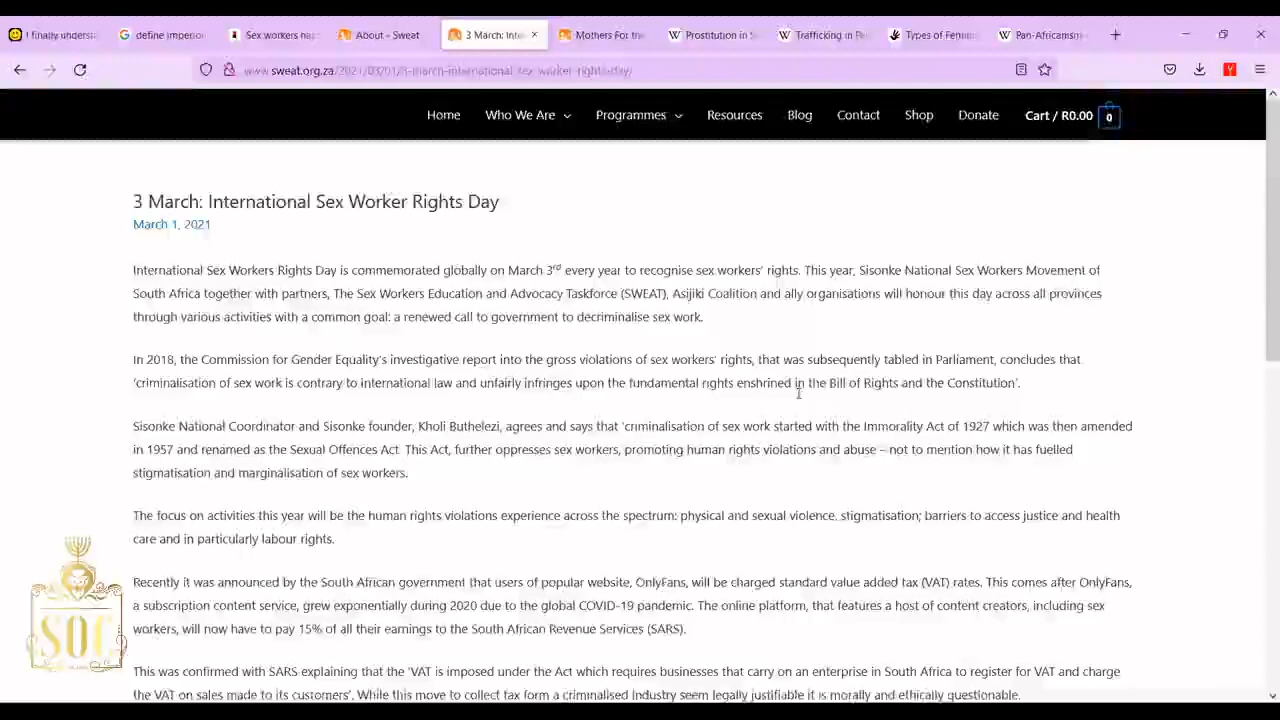 I finally understa
define imperio
Sex workers ha
About – Sweat
3 March: Inte
Mothers For the
Prostitution in S
Trafficking in Pe
Types of Femin
Pan-Africanism
www.sweat.org.za/2021/03/01/3-march-international-sex-worker-rights-day/
Home Who We Are Programmes Resources Blog Contact Shop Donate Cart / R0.00 0
3 March: International Sex Worker Rights Day
March 1, 2021
International Sex Workers Rights Day is commemorated globally on March 3rd every year to recognise sex workers' rights. This year, Sisonke National Sex Workers Movement of
South Africa together with partners, The Sex Workers Education and Advocacy Taskforce (SWEAT), Asijiki Coalition and ally organisations will honour this day across all provinces
through various activities with a common goal: a renewed call to government to decriminalise sex work.
In 2018, the Commission for Gender Equality's investigative report into the gross violations of sex workers' rights, that was subsequently tabled in Parliament, concludes that
'criminalisation of sex work is contrary to international law and unfairly infringes upon the fundamental rights enshrined in the Bill of Rights and the Constitution'.
Sisonke National Coordinator and Sisonke founder, Kholi Buthelezi, agrees and says that 'criminalisation of sex work started with the Immorality Act of 1927 which was then amended
in 1957 and renamed as the Sexual Offences Act. This Act, further oppresses sex workers, promoting human rights violations and abuse – not to mention how it has fuelled
stigmatisation and marginalisation of sex workers.
The focus on activities this year will be the human rights violations experience across the spectrum: physical and sexual violence, stigmatisation; barriers to access justice and health
care and in particularly labour rights.
Recently it was announced by the South African government that users of popular website, OnlyFans, will be charged standard value added tax (VAT) rates. This comes after OnlyFans,
a subscription content service, grew exponentially during 2020 due to the global COVID-19 pandemic. The online platform, that features a host of content creators, including sex
workers, will now have to pay 15% of all their earnings to the South African Revenue Services (SARS).
This was confirmed with SARS explaining that the 'VAT is imposed under the Act which requires businesses that carry on an enterprise in South Africa to register for VAT and charge
the VAT on sales made to its customers'. While this move to collect tax form a criminalised industry seem legally justifiable it is morally and ethically questionable.
SOC